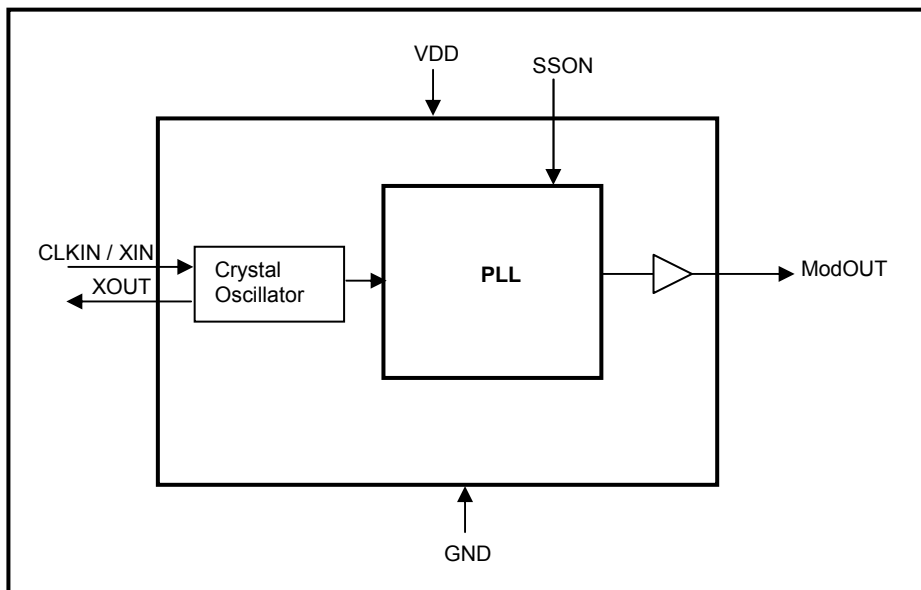 VDD
SSON
CLKIN / XIN
XOUT
Crystal
Oscillator
PLL
ModOUT
GND